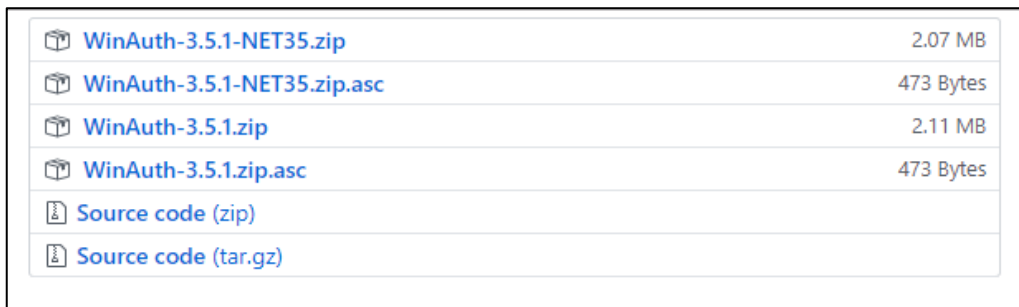 WinAuth-3.5.1-NET35.zip 2.07 MB
WinAuth-3.5.1-NET35.zip.asc 473 Bytes
WinAuth-3.5.1.zip 2.11 MB
WinAuth-3.5.1.zip.asc 473 Bytes
Source code (zip)
Source code (tar.gz)